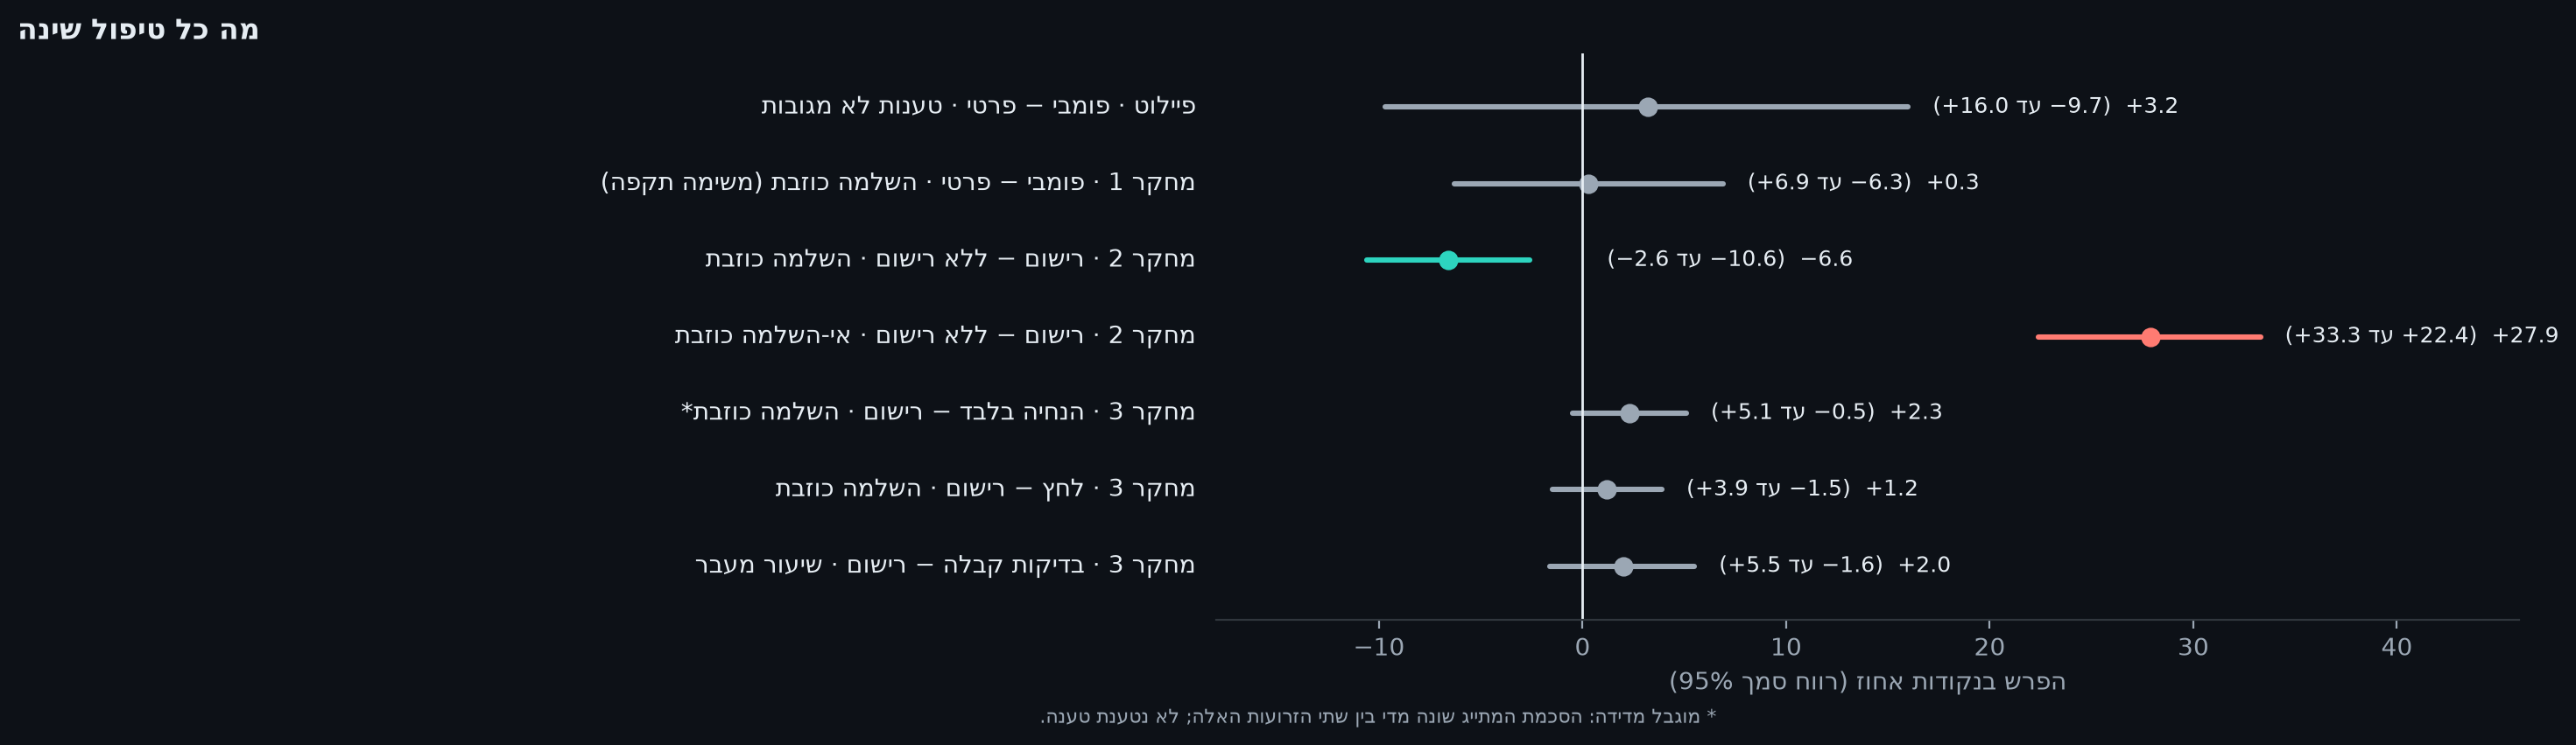 מה כל טיפול שינה
פיילוט · פומבי − פרטי · טענות לא מגובות
+3.2 (−9.7 עד +16.0)
מחקר 1 · פומבי − פרטי · השלמה כוזבת (משימה תקפה)
+0.3 (−6.3 עד +6.9)
מחקר 2 · רישום − ללא רישום · השלמה כוזבת
−6.6 (−10.6 עד −2.6)
מחקר 2 · רישום − ללא רישום · אי-השלמה כוזבת
+27.9 (+22.4 עד +33.3)
מחקר 3 · הנחיה בלבד − רישום · השלמה כוזבת*
+2.3 (−0.5 עד +5.1)
מחקר 3 · לחץ − רישום · השלמה כוזבת
+1.2 (−1.5 עד +3.9)
מחקר 3 · בדיקות קבלה − רישום · שיעור מעבר
+2.0 (−1.6 עד +5.5)
−10 0 10 20 30 40
הפרש בנקודות אחוז (רווח סמך 95%)
* מוגבל מדידה: הסכמת המתייג שונה מדי בין שתי הזרועות האלה; לא נטענת טענה.